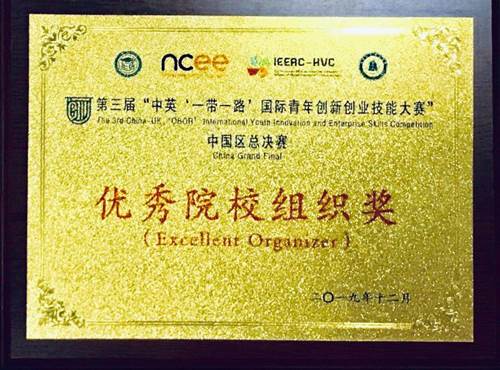 ncee
IEERC-HVC
第三届“中英‘一带一路’国际青年创新创业技能大赛”
The 3rd China-UK, "OBOR" International Youth Innovation and Enterprise Skills Competition
中国区总决赛
China Grand Final
优秀院校组织奖
(Excellent Organizer)
二〇一九年十二月